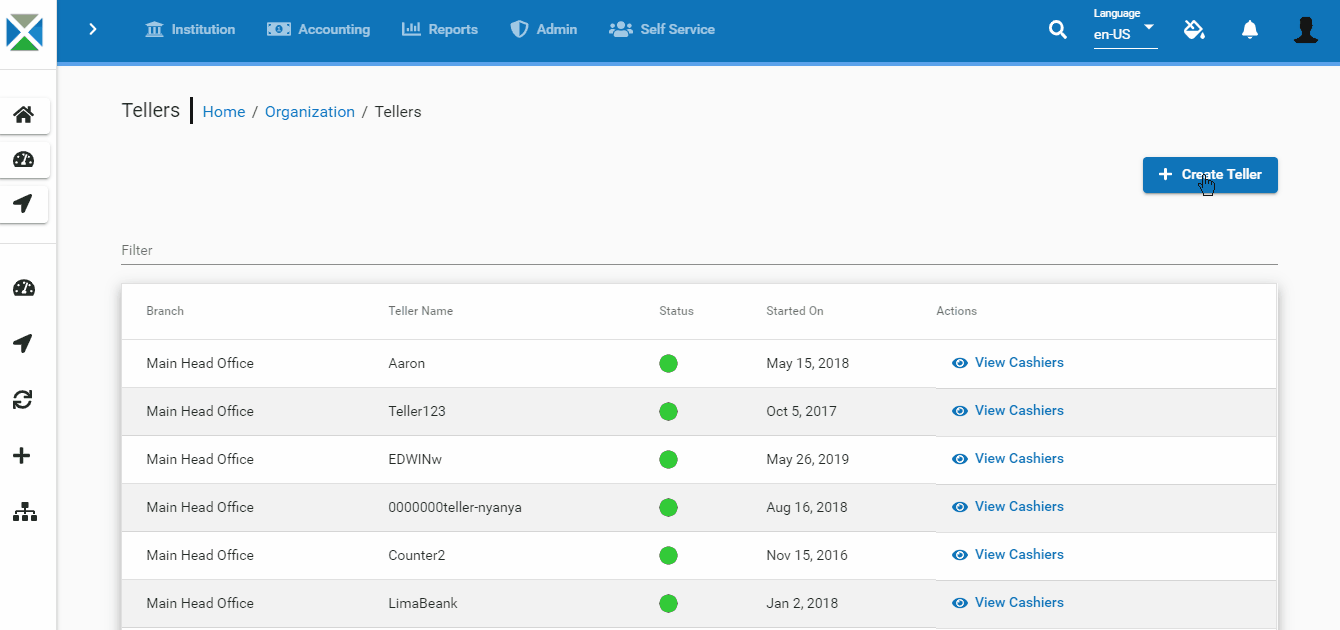 Institution Accounting Reports Admin Self Service
Language
en-US
Tellers Home / Organization / Tellers
Create Teller
Filter
Branch Teller Name Status Started On Actions
Main Head Office Aaron May 15, 2018 View Cashiers
Main Head Office Teller123 Oct 5, 2017 View Cashiers
Main Head Office EDWINw May 26, 2019 View Cashiers
Main Head Office 0000000teller-nyanya Aug 16, 2018 View Cashiers
Main Head Office Counter2 Nov 15, 2016 View Cashiers
Main Head Office LimaBeank Jan 2, 2018 View Cashiers